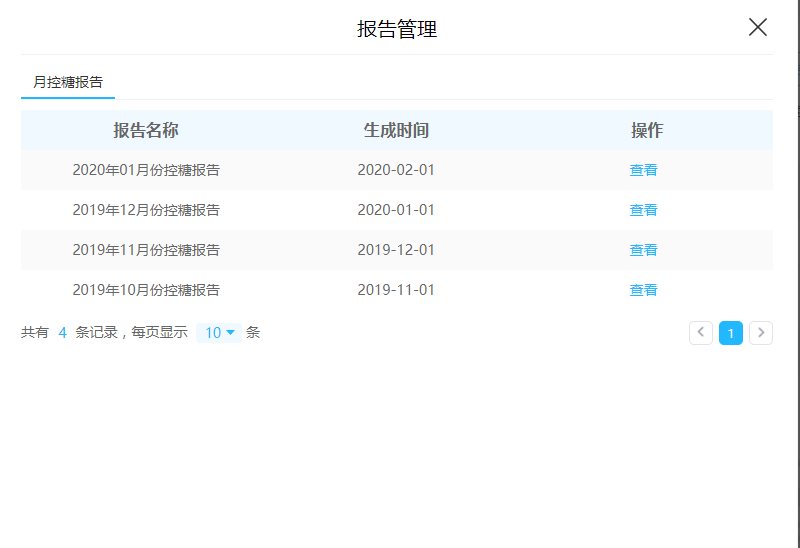 报告管理
月控糖报告
报告名称 生成时间 操作
2020年01月份控糖报告 2020-02-01 查看
2019年12月份控糖报告 2020-01-01 查看
2019年11月份控糖报告 2019-12-01 查看
2019年10月份控糖报告 2019-11-01 查看
共有 4 条记录，每页显示 10 条 1